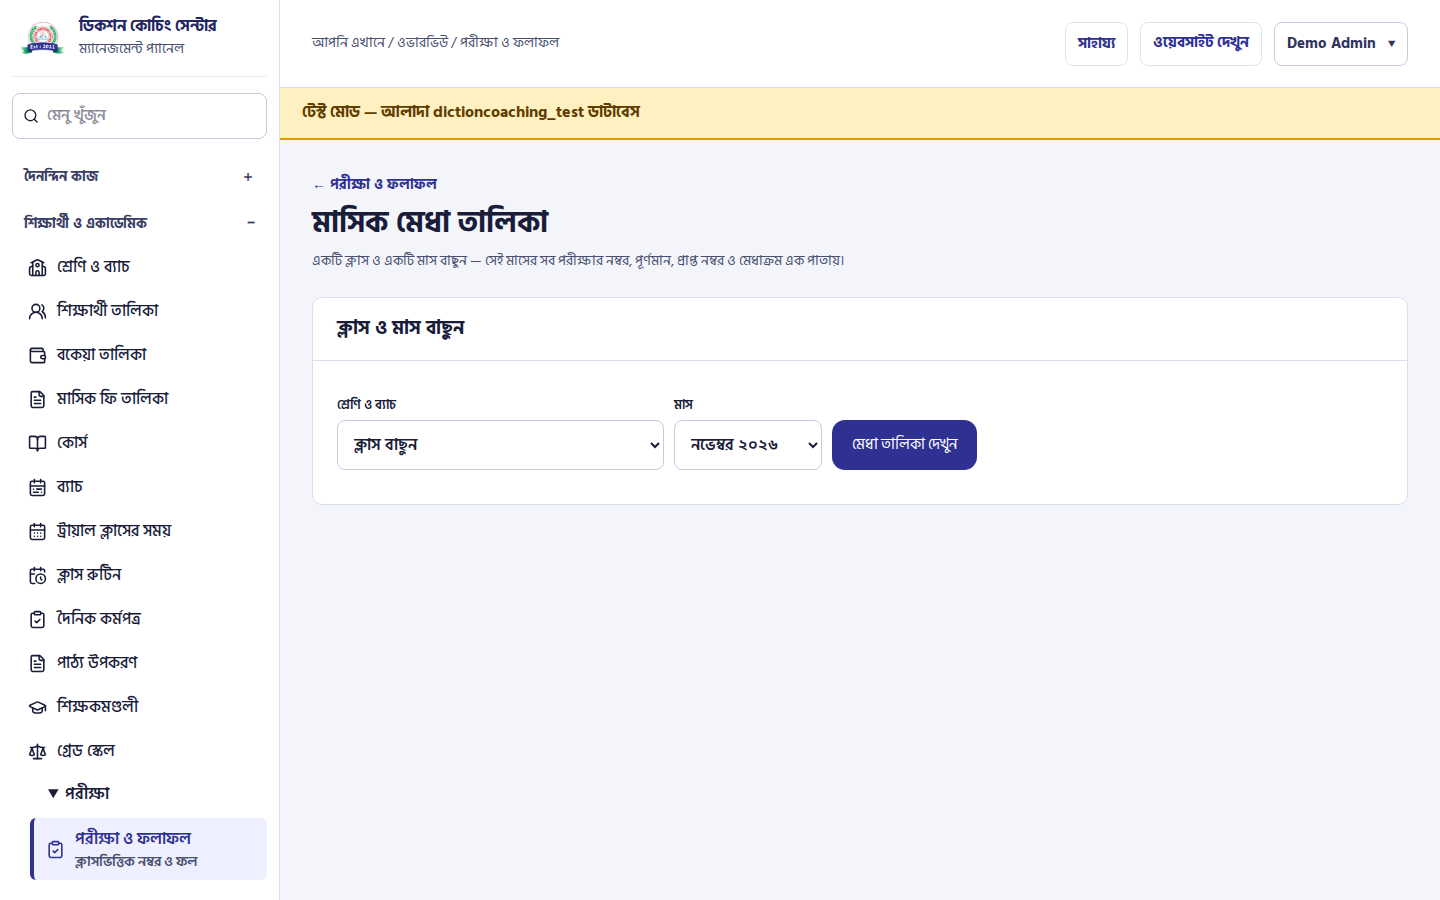 ডিকশন কোচিং সেন্টার
ম্যানেজমেন্ট প্যানেল
Est : 2011
মেনু খুঁজুন
দৈনন্দিন কাজ +
শিক্ষার্থী ও একাডেমিক −
শ্রেণি ও ব্যাচ
শিক্ষার্থী তালিকা
বকেয়া তালিকা
মাসিক ফি তালিকা
কোর্স
ব্যাচ
ট্রায়াল ক্লাসের সময়
ক্লাস রুটিন
দৈনিক কর্মপত্র
পাঠ্য উপকরণ
শিক্ষকমণ্ডলী
গ্রেড স্কেল
▼ পরীক্ষা
পরীক্ষা ও ফলাফল
ক্লাসভিত্তিক নম্বর ও ফল
আপনি এখানে / ওভারভিউ / পরীক্ষা ও ফলাফল
সাহায্য
ওয়েবসাইট দেখুন
Demo Admin ▼
টেস্ট মোড — আলাদা dictioncoaching_test ডাটাবেস
← পরীক্ষা ও ফলাফল
মাসিক মেধা তালিকা
একটি ক্লাস ও একটি মাস বাছুন — সেই মাসের সব পরীক্ষার নম্বর, পূর্ণমান, প্রাপ্ত নম্বর ও মেধাক্রম এক পাতায়।
ক্লাস ও মাস বাছুন
শ্রেণি ও ব্যাচ
মাস
ক্লাস বাছুন
নভেম্বর ২০২৬
মেধা তালিকা দেখুন